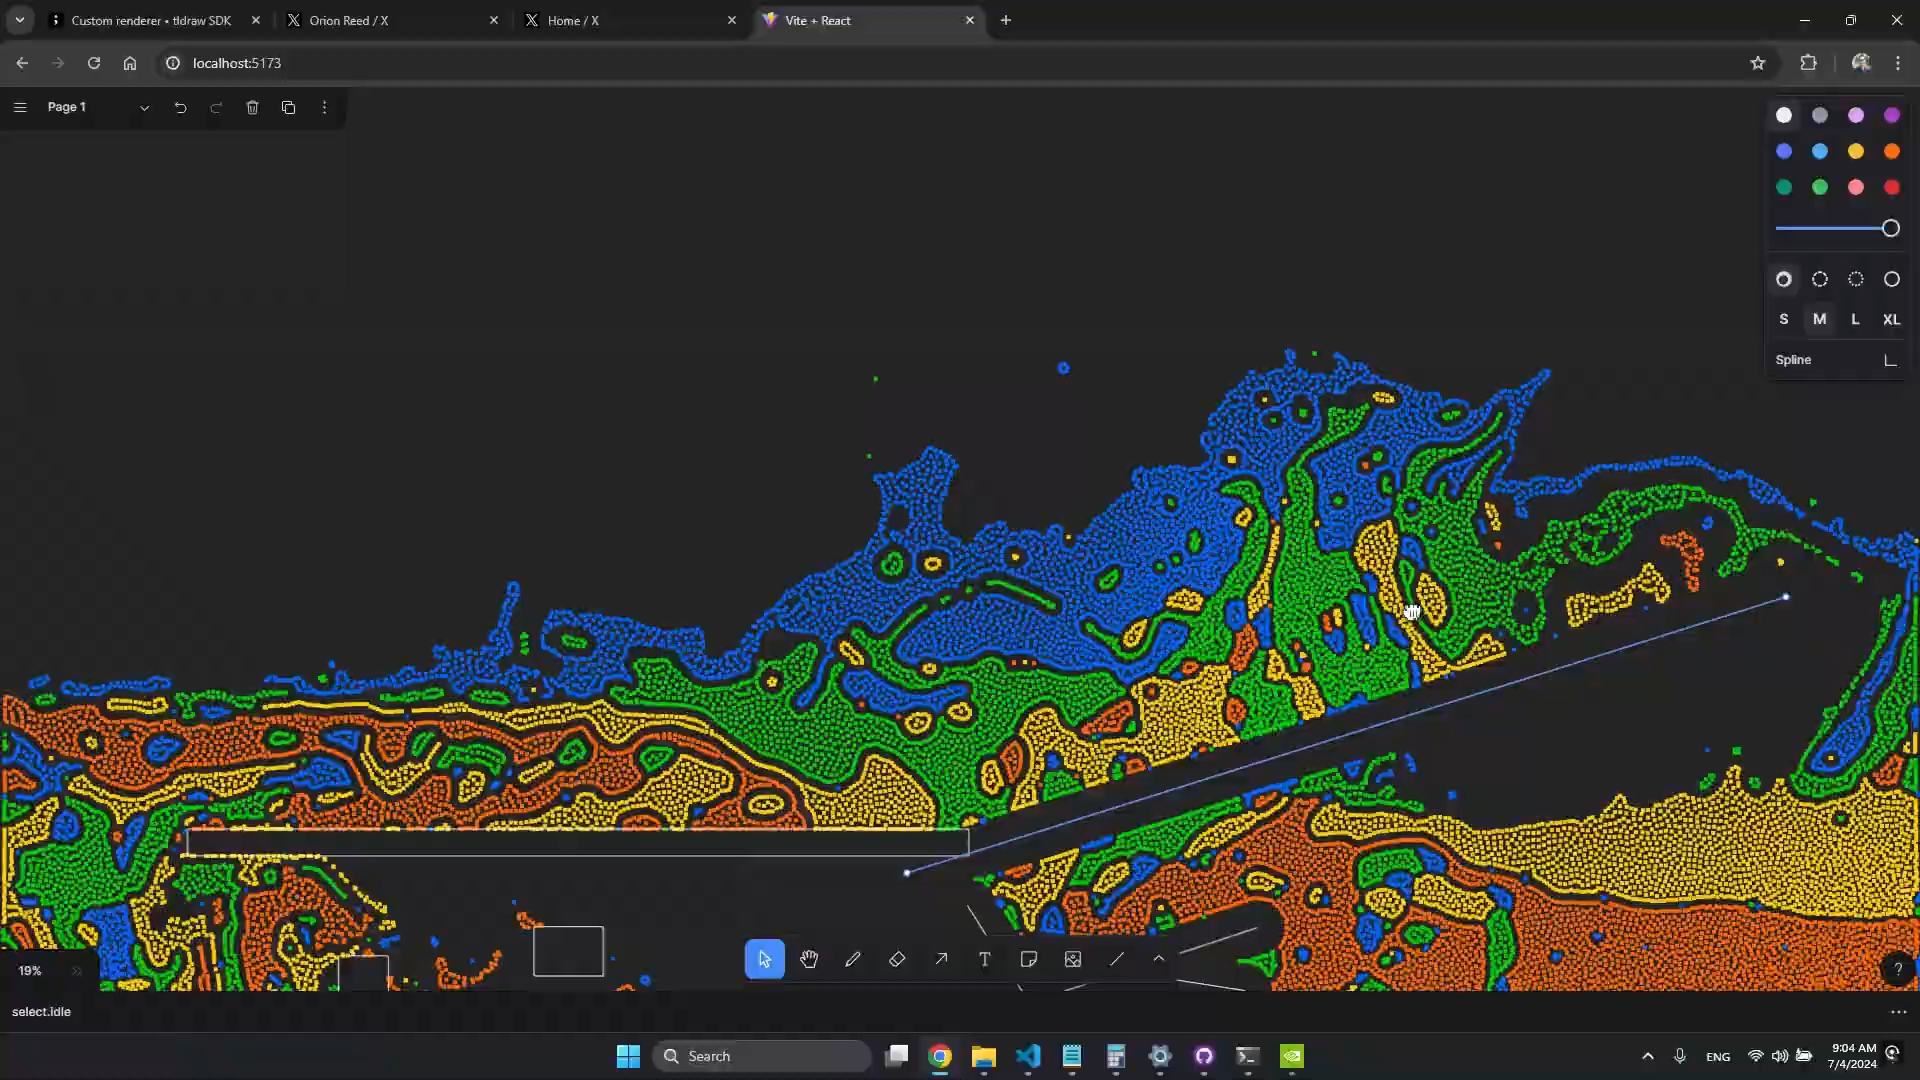 Custom renderer • tldraw SDK
Orion Reed / X
Home / X
Vite + React
localhost:5173
Page 1
S M L XL
Spline
19%
?
select.idle
Search
ENG
9:04 AM
7/4/2024